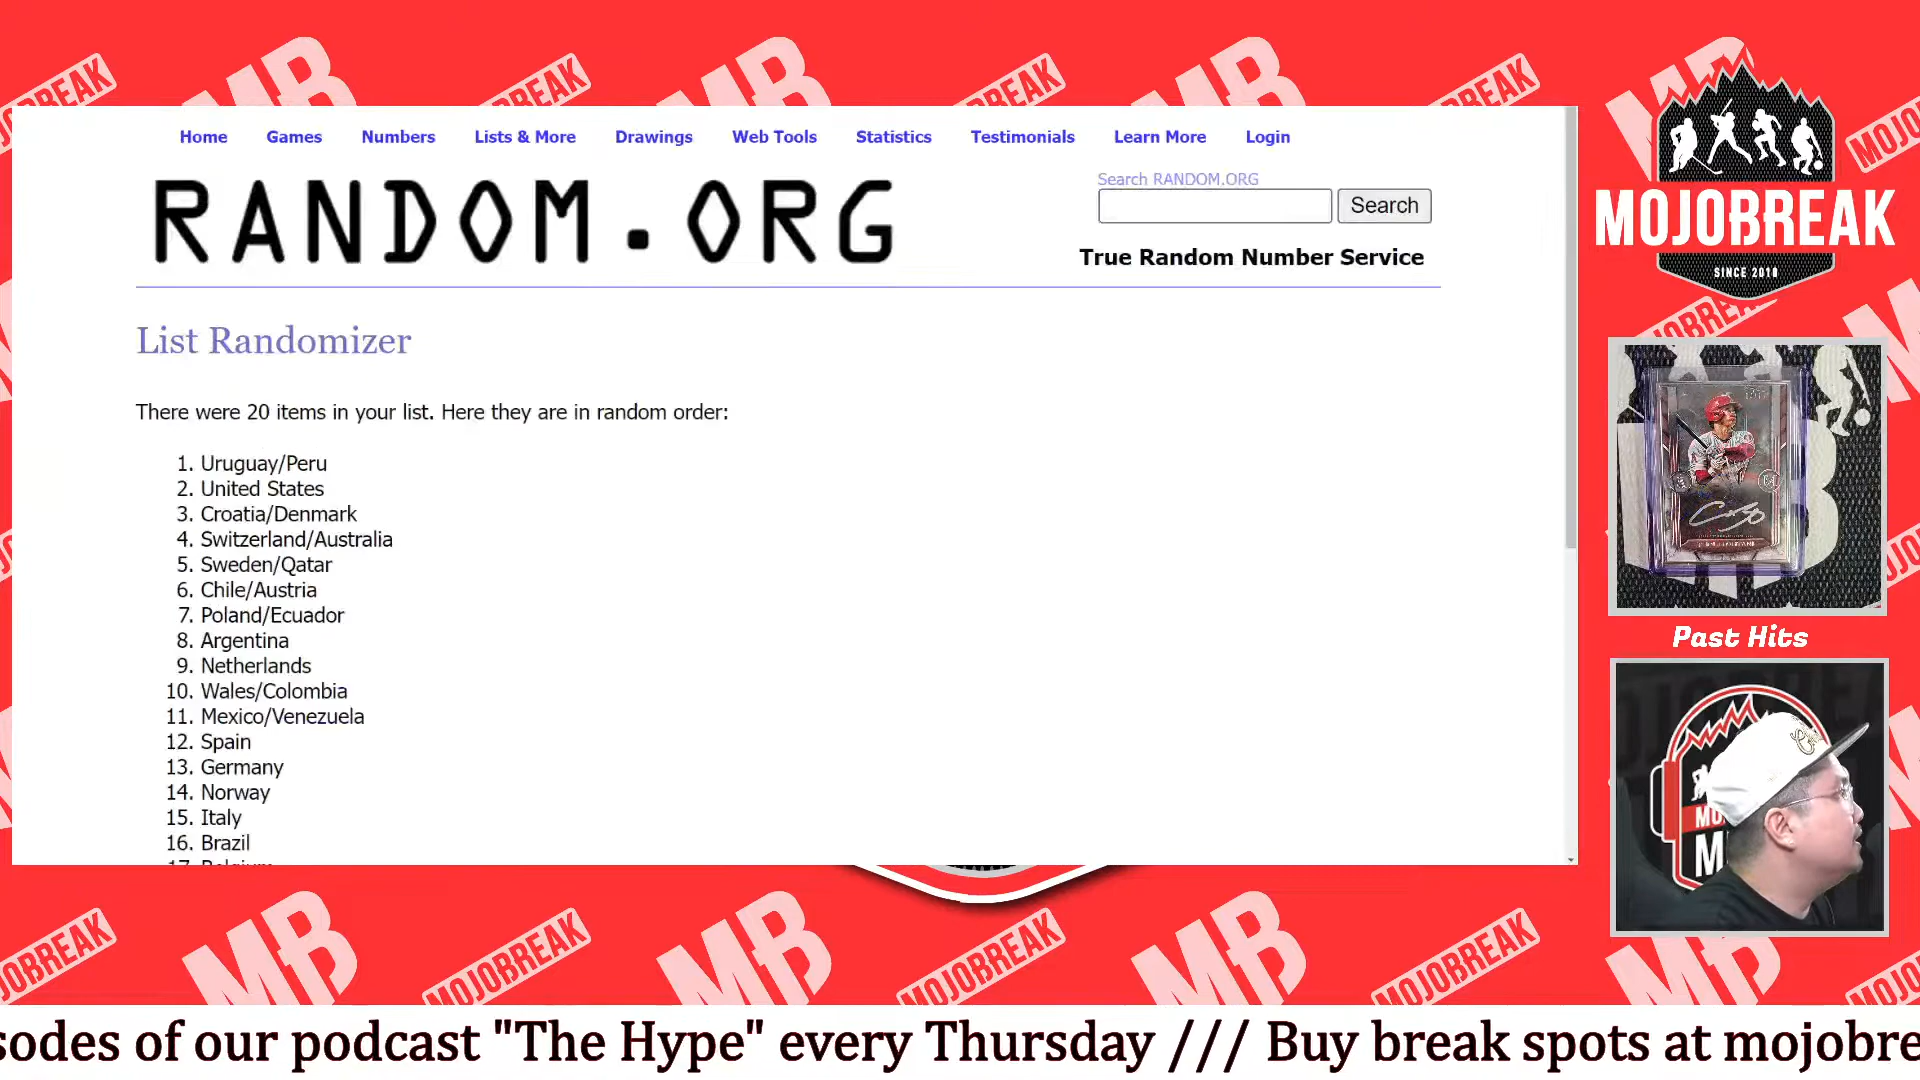 Home Games Numbers Lists & More Drawings Web Tools Statistics Testimonials Learn More Login
RANDOM.ORG
Search RANDOM.ORG
Search
True Random Number Service
List Randomizer
There were 20 items in your list. Here they are in random order:
1. Uruguay/Peru
2. United States
3. Croatia/Denmark
4. Switzerland/Australia
5. Sweden/Qatar
6. Chile/Austria
7. Poland/Ecuador
8. Argentina
9. Netherlands
10. Wales/Colombia
11. Mexico/Venezuela
12. Spain
13. Germany
14. Norway
15. Italy
16. Brazil
17. Belgium
MOJOBREAK
SINCE 2010
Past Hits
sodes of our podcast "The Hype" every Thursday /// Buy break spots at mojobre
MB
MOJOBREAK